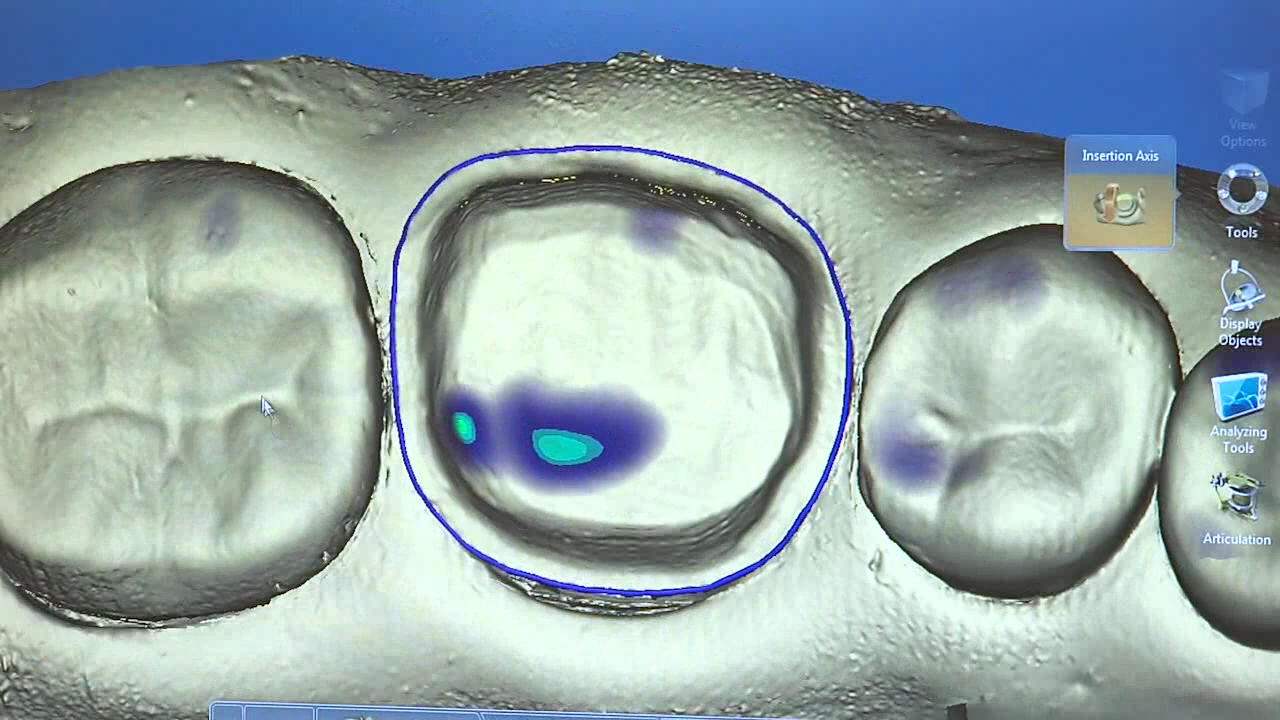 Insertion Axis
View
Options
Tools
Display
Objects
Analyzing
Tools
Articulation